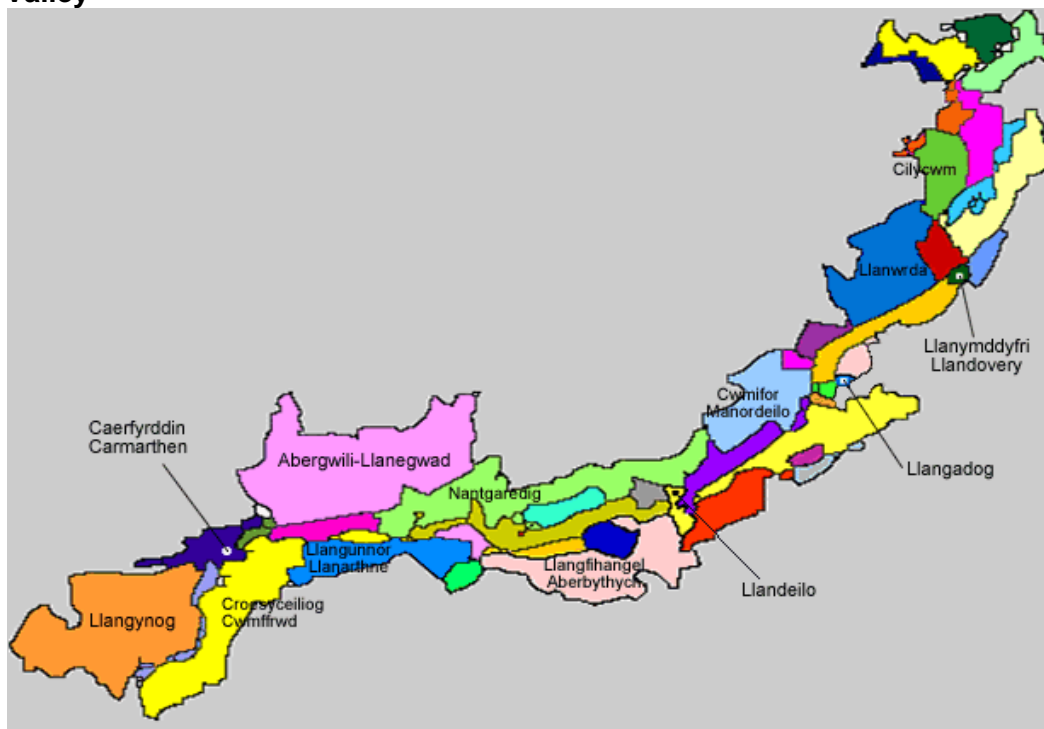 Valley
Cilycwm
Llanwrda
Llanymddyfri
Llandovery
Cwmifor
Manordeilo
Caerfyrddin
Carmarthen
Abergwili-Llanegwad
Llangadog
Nantgaredig
Llangunnor
Llanarthne
Llangfihangel
Aberbythych
Llandeilo
Croesyceiliog
Cwmffrwd
Llangynog